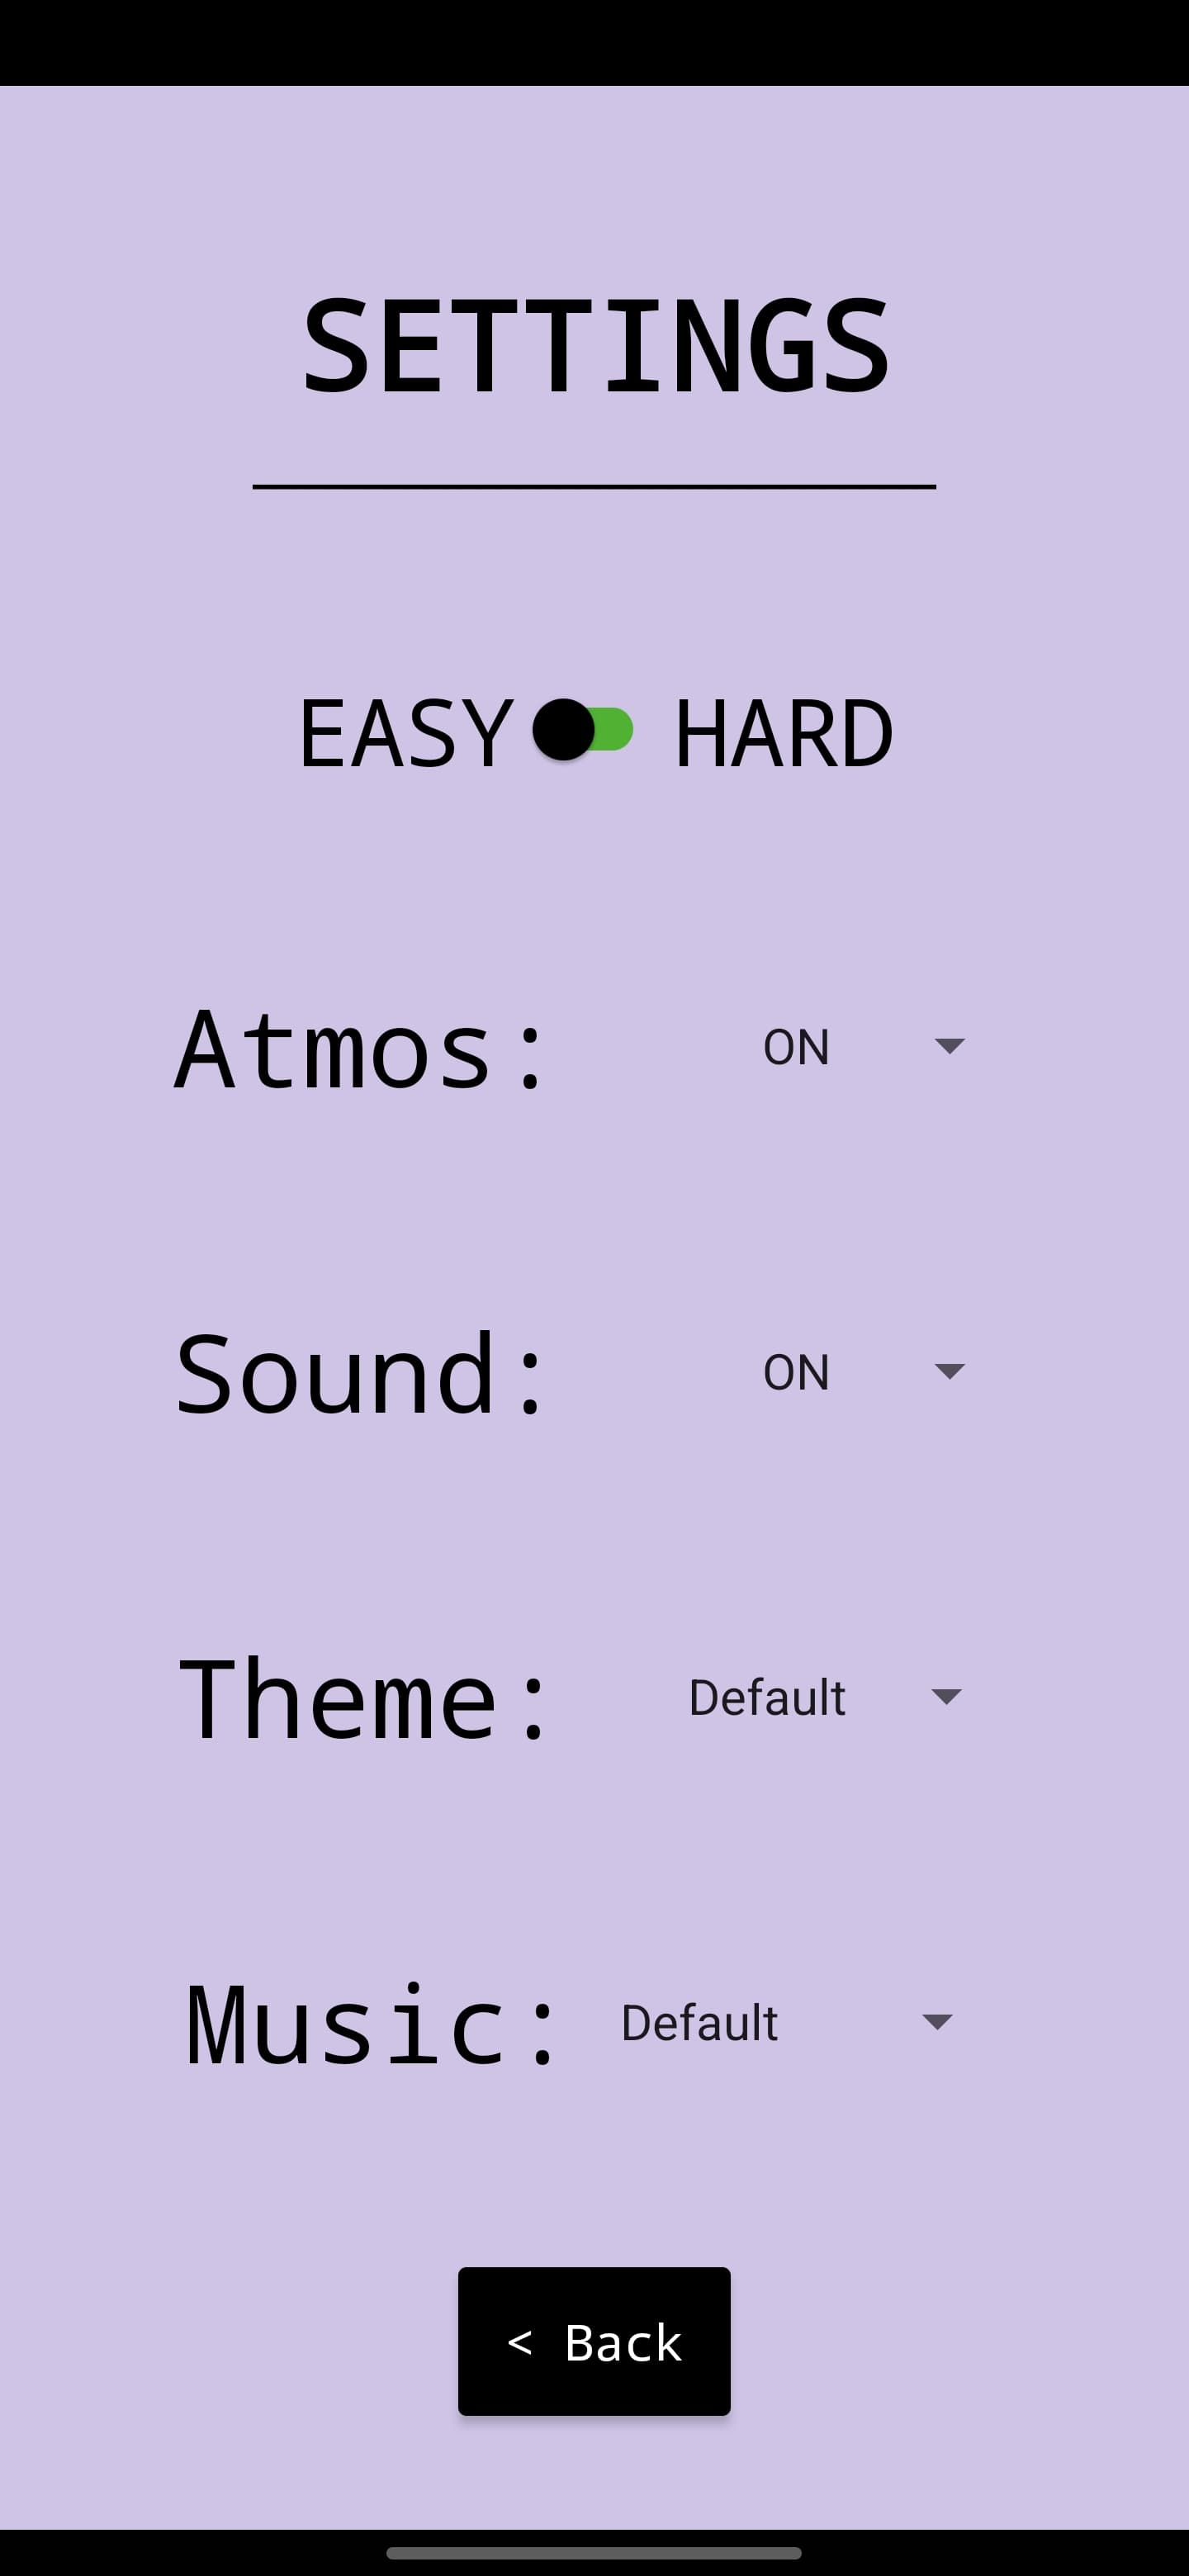 SETTINGS
EASY HARD
Atmos: ON
Sound: ON
Theme: Default
Music: Default
< Back